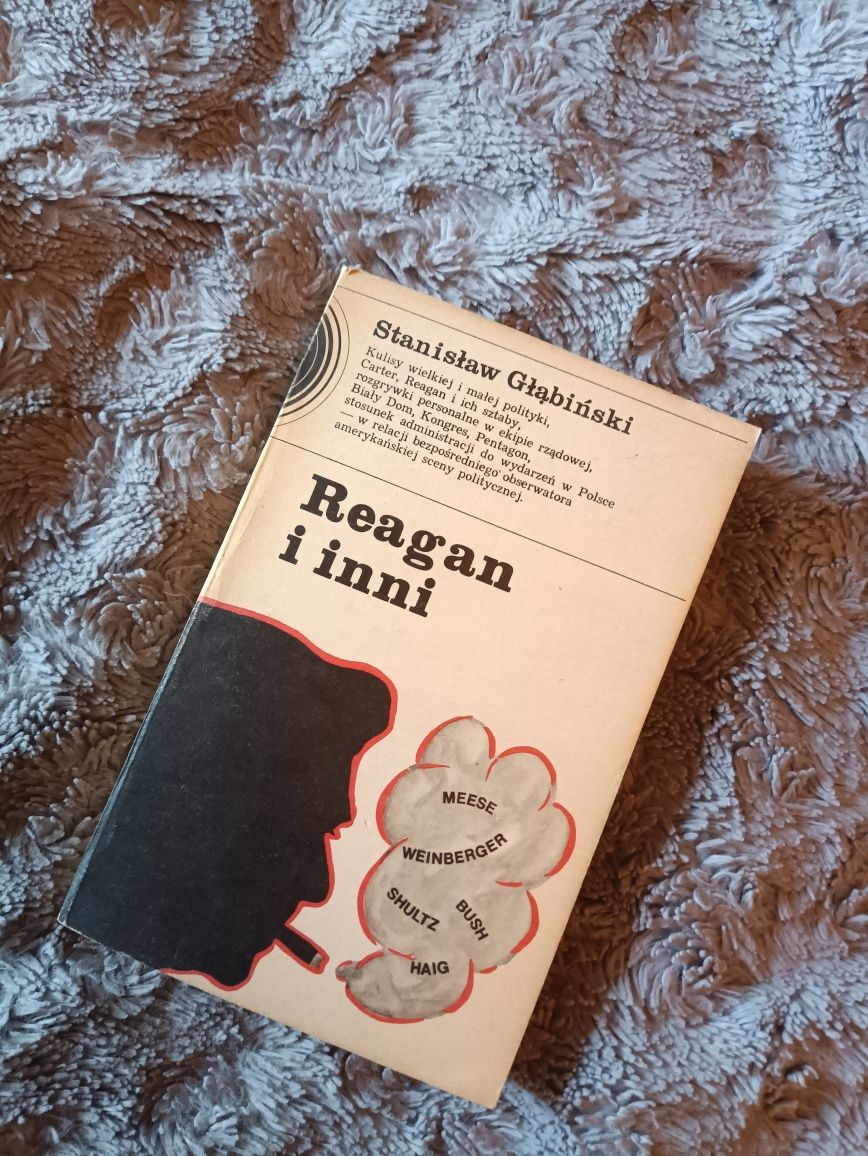 Stanisław Głąbiński
Kulisy wielkiej i małej polityki,
Carter, Reagan i ich sztaby,
rozgrywki personalne w ekipie rządowej,
Biały Dom, Kongres, Pentagon,
stosunek administracji do wydarzeń w Polsce
— w relacji bezpośredniego obserwatora
amerykańskiej sceny politycznej.
Reagan
i inni
MEESE
WEINBERGER
SHULTZ
BUSH
HAIG